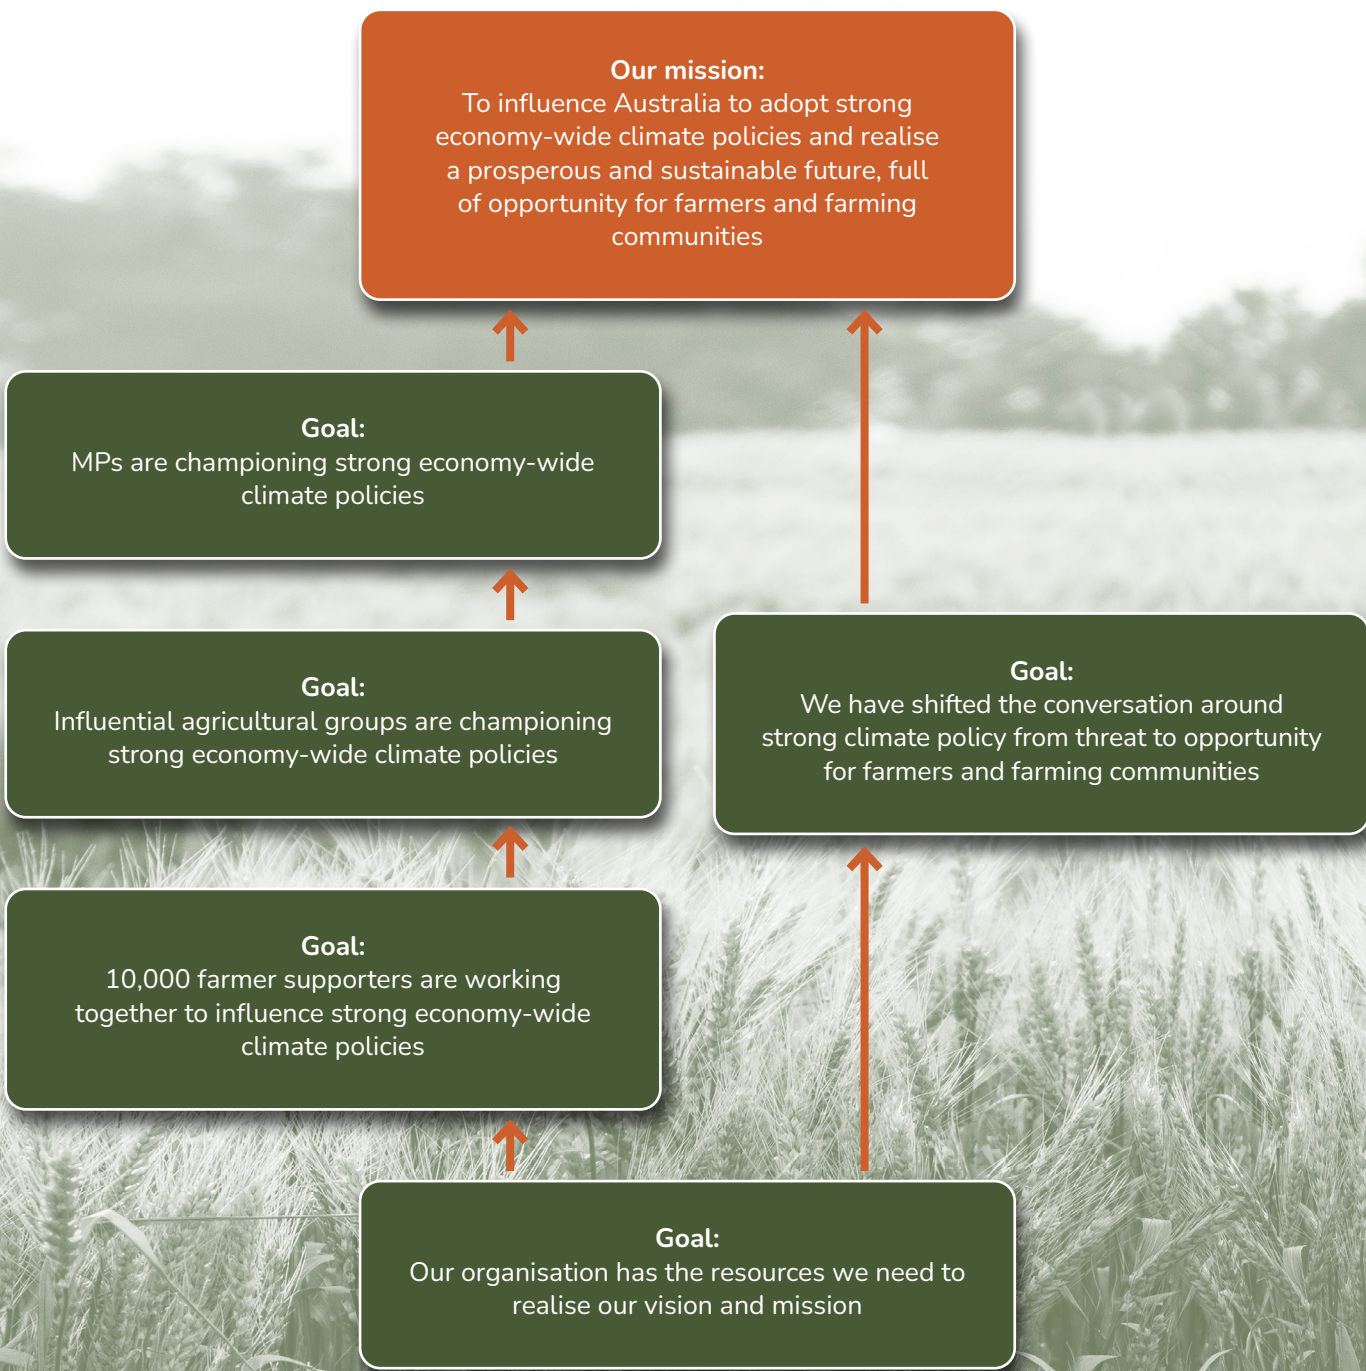 Our mission:
To influence Australia to adopt strong
economy-wide climate policies and realise
a prosperous and sustainable future, full
of opportunity for farmers and farming
communities
Goal:
MPs are championing strong economy-wide
climate policies
Goal:
Influential agricultural groups are championing
strong economy-wide climate policies
Goal:
We have shifted the conversation around
strong climate policy from threat to opportunity
for farmers and farming communities
Goal:
10,000 farmer supporters are working
together to influence strong economy-wide
climate policies
Goal:
Our organisation has the resources we need to
realise our vision and mission